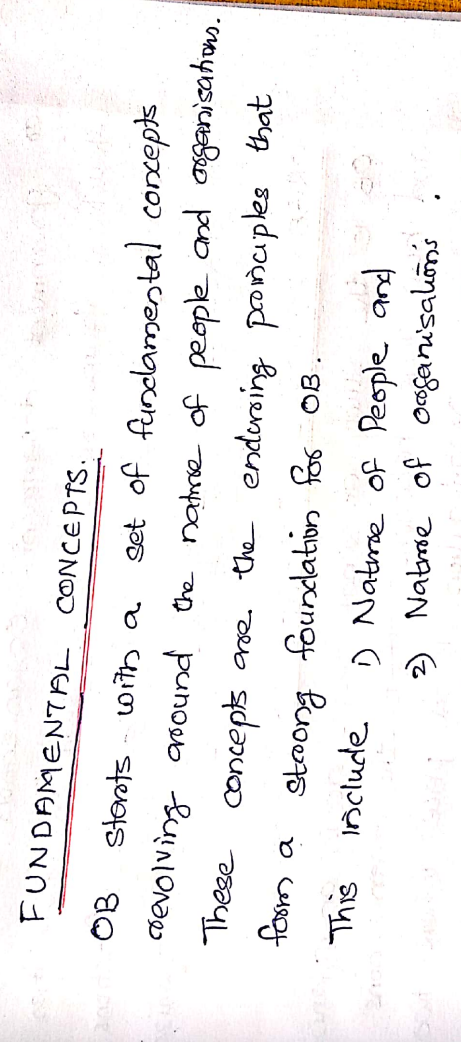 FUNDAMENTAL CONCEPTS.
OB starts with a set of fundamental concepts
revolving around the nature of people and organisations.
These concepts are the enduring principles that
form a strong foundation for OB.
This include 1) Nature of People and
2) Nature of organisations.